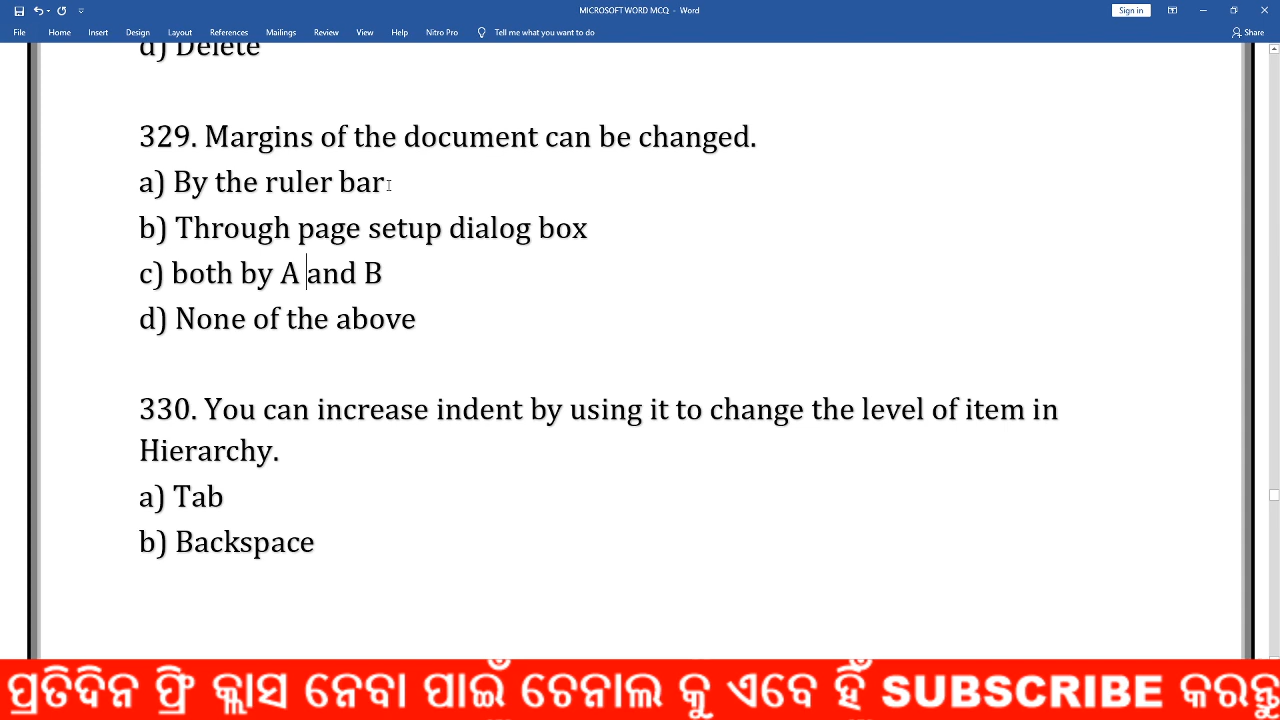 MICROSOFT WORD MCQ - Word
Sign in
File Home Insert Design Layout References Mailings Review View Help Nitro Pro Tell me what you want to do Share
d) Delete
329. Margins of the document can be changed.
a) By the ruler bar
b) Through page setup dialog box
c) both by A and B
d) None of the above
330. You can increase indent by using it to change the level of item in
Hierarchy.
a) Tab
b) Backspace
ପ୍ରତିଦିନ ଫ୍ରି କ୍ଲାସ ନେବା ପାଇଁ ଚେନାଲ କୁ ଏବେ ହିଁ SUBSCRIBE କରନ୍ତୁ